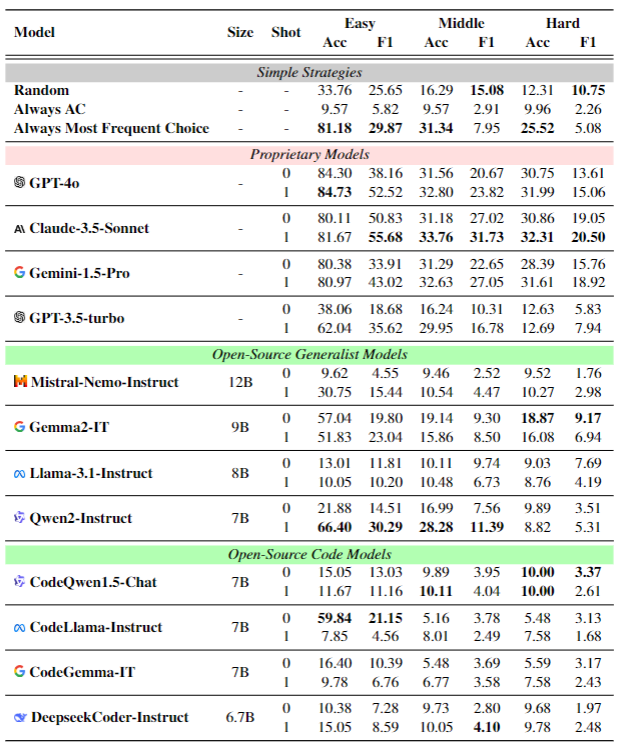 Model Size Shot Easy Middle Hard
Acc F1 Acc F1 Acc F1
Simple Strategies
Random - - 33.76 25.65 16.29 15.08 12.31 10.75
Always AC - - 9.57 5.82 9.57 2.91 9.96 2.26
Always Most Frequent Choice - - 81.18 29.87 31.34 7.95 25.52 5.08
Proprietary Models
GPT-4o - 0 84.30 38.16 31.56 20.67 30.75 13.61
1 84.73 52.52 32.80 23.82 31.99 15.06
Claude-3.5-Sonnet - 0 80.11 50.83 31.18 27.02 30.86 19.05
1 81.67 55.68 33.76 31.73 32.31 20.50
Gemini-1.5-Pro - 0 80.38 33.91 31.29 22.65 28.39 15.76
1 80.97 43.02 32.63 27.05 31.61 18.92
GPT-3.5-turbo - 0 38.06 18.68 16.24 10.31 12.63 5.83
1 62.04 35.62 29.95 16.78 12.69 7.94
Open-Source Generalist Models
Mistral-Nemo-Instruct 12B 0 9.62 4.55 9.46 2.52 9.52 1.76
1 30.75 15.44 10.54 4.47 10.27 2.98
Gemma2-IT 9B 0 57.04 19.80 19.14 9.30 18.87 9.17
1 51.83 23.04 15.86 8.50 16.08 6.94
Llama-3.1-Instruct 8B 0 13.01 11.81 10.11 9.74 9.03 7.69
1 10.05 10.20 10.48 6.73 8.76 4.19
Qwen2-Instruct 7B 0 21.88 14.51 16.99 7.56 9.89 3.51
1 66.40 30.29 28.28 11.39 8.82 5.31
Open-Source Code Models
CodeQwen1.5-Chat 7B 0 15.05 13.03 9.89 3.95 10.00 3.37
1 11.67 11.16 10.11 4.04 10.00 2.61
CodeLlama-Instruct 7B 0 59.84 21.15 5.16 3.78 5.48 3.13
1 7.85 4.56 8.01 2.49 7.58 1.68
CodeGemma-IT 7B 0 16.40 10.39 5.48 3.69 5.59 3.17
1 9.78 6.76 6.77 3.58 7.58 2.43
DeepseekCoder-Instruct 6.7B 0 10.38 7.28 9.73 2.80 9.68 1.97
1 15.05 8.59 10.05 4.10 9.78 2.48